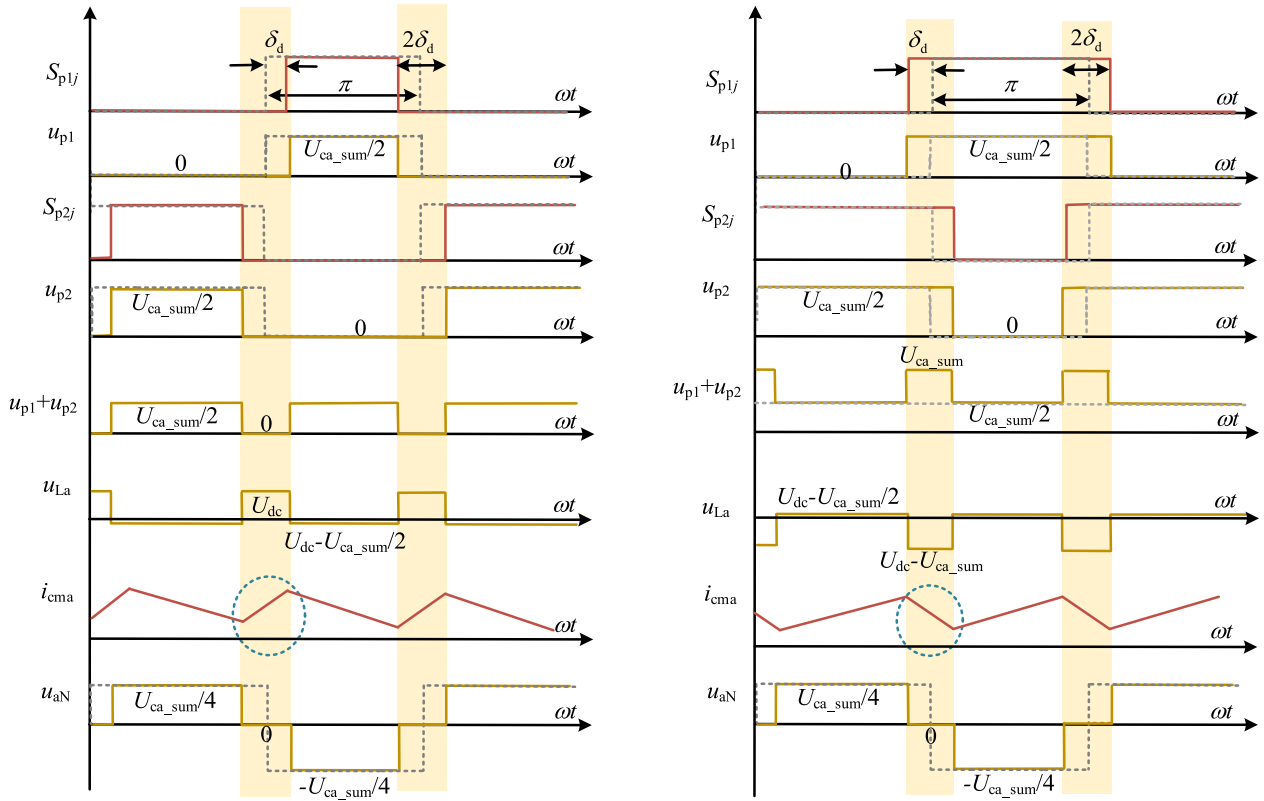 δd 2δd
Sp1j π ωt
up1 0 Uca_sum/2 ωt
Sp2j ωt
up2 Uca_sum/2 0 ωt
up1+up2 Uca_sum/2 0 ωt
uLa Udc ωt
Udc-Uca_sum/2
icma ωt
uaN Uca_sum/4 0 ωt
-Uca_sum/4
δd 2δd
Sp1j π ωt
up1 0 Uca_sum/2 ωt
Sp2j ωt
up2 Uca_sum/2 0 ωt
Uca_sum
up1+up2 Uca_sum/2 ωt
uLa Udc-Uca_sum/2 ωt
Udc-Uca_sum
icma ωt
uaN Uca_sum/4 0 ωt
-Uca_sum/4